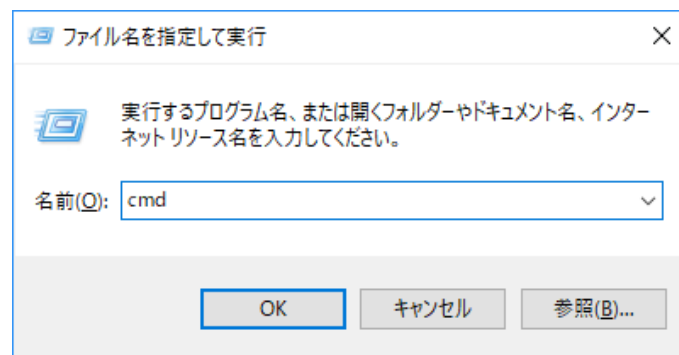 ファイル名を指定して実行
実行するプログラム名、または開くフォルダーやドキュメント名、インター
ネット リソース名を入力してください。
名前(O): cmd
OK キャンセル 参照(B)...